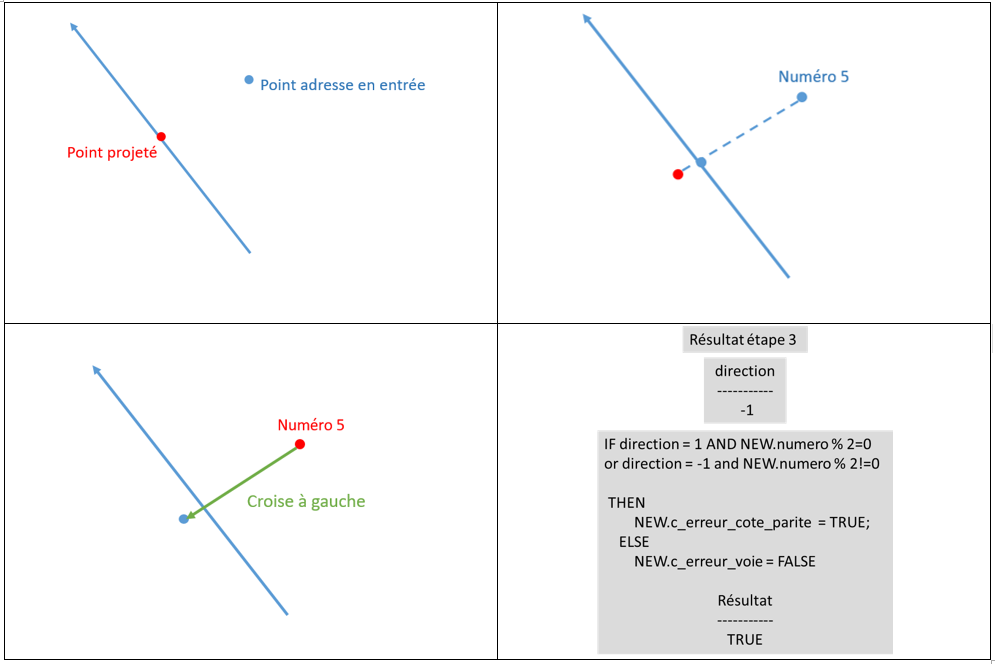 Point adresse en entrée
Point projeté
Numéro 5
Numéro 5
Croise à gauche
Résultat étape 3
direction
-----------
-1
IF direction = 1 AND NEW.numero % 2=0
or direction = -1 and NEW.numero % 2!=0
THEN
NEW.c_erreur_cote_parite = TRUE;
ELSE
NEW.c_erreur_voie = FALSE
Résultat
-----------
TRUE